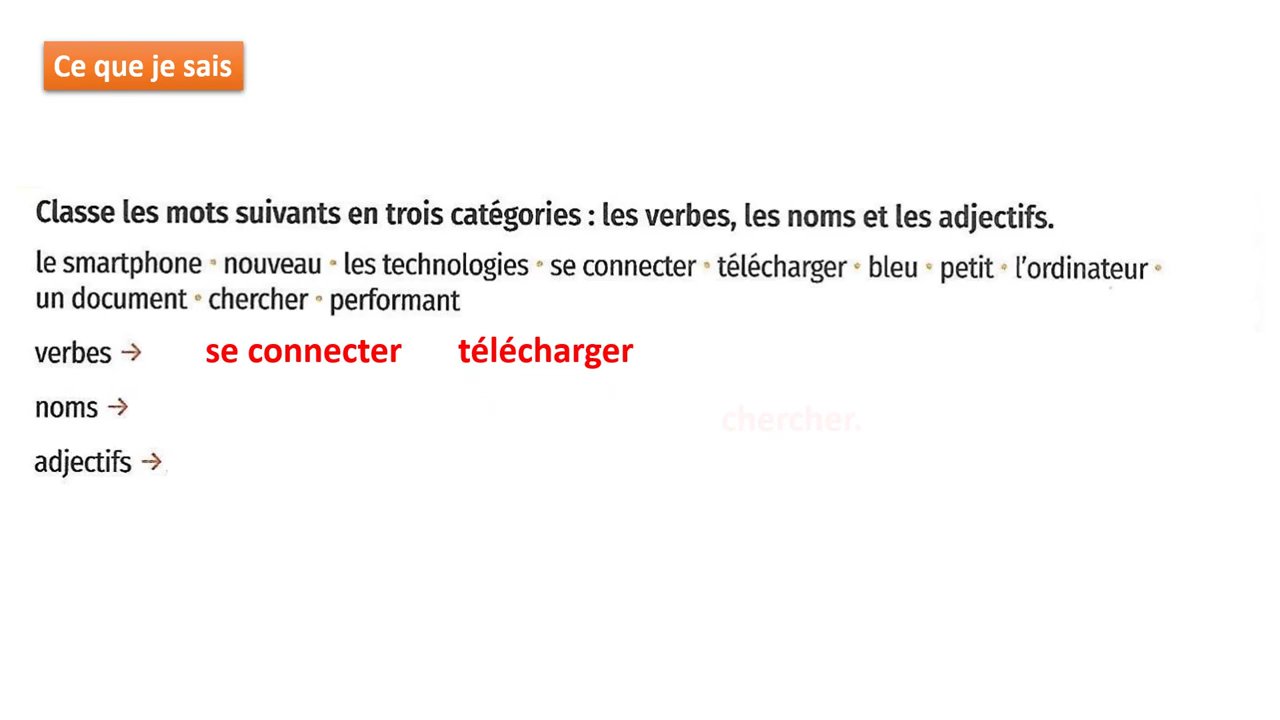 Ce que je sais
Classe les mots suivants en trois catégories : les verbes, les noms et les adjectifs.
le smartphone • nouveau • les technologies • se connecter • télécharger • bleu • petit • l'ordinateur •
un document • chercher • performant
verbes → se connecter télécharger
noms →
chercher.
adjectifs →